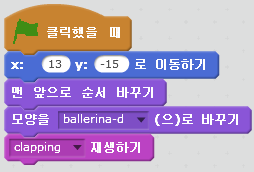 클릭했을 때
x: 13 y: -15 로 이동하기
맨 앞으로 순서 바꾸기
모양을 ballerina-d (으)로 바꾸기
clapping 재생하기